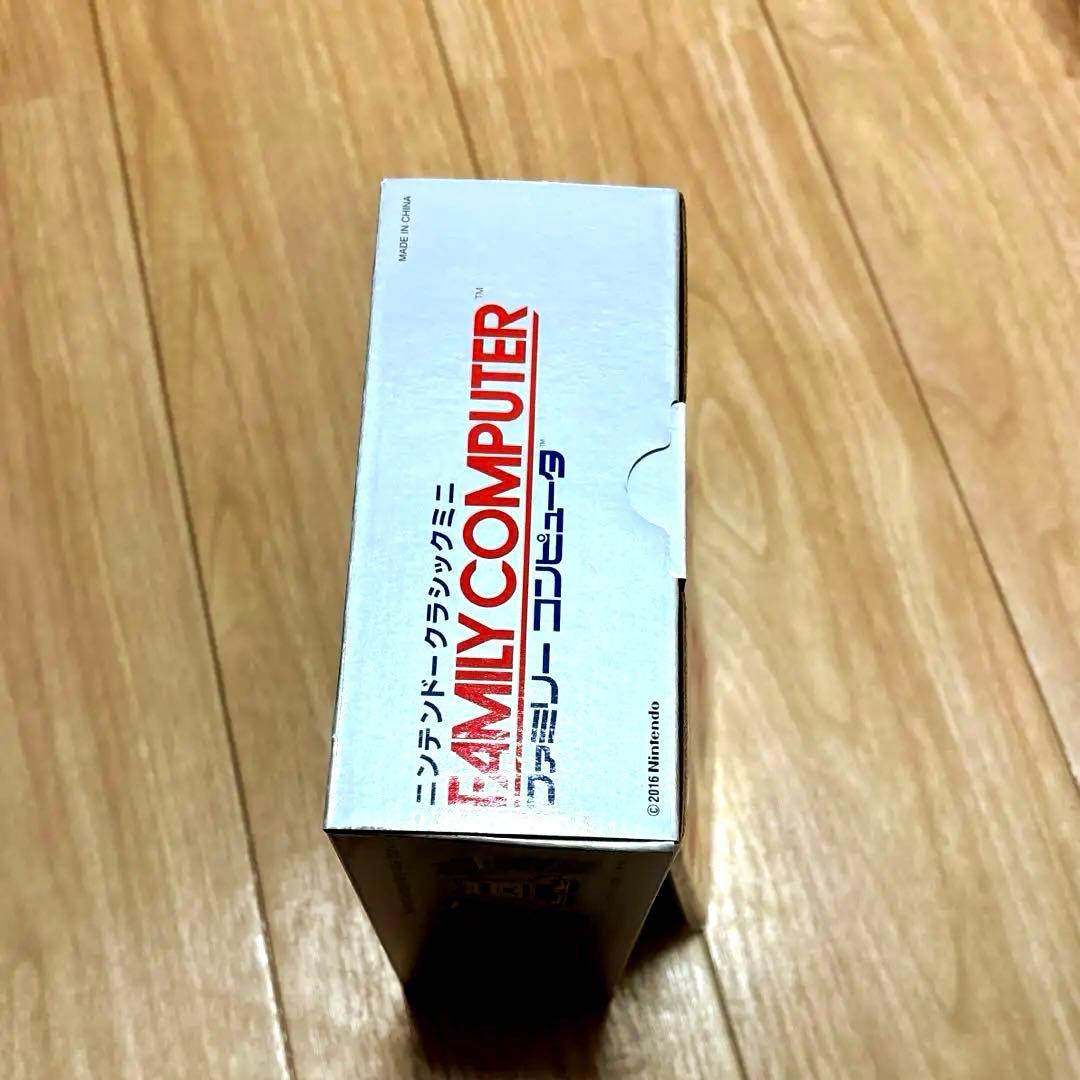 MADE IN CHINA
ニンテンドークラシックミニ
FAMILY COMPUTER™
ファミリー コンピュータ™
©2016 Nintendo